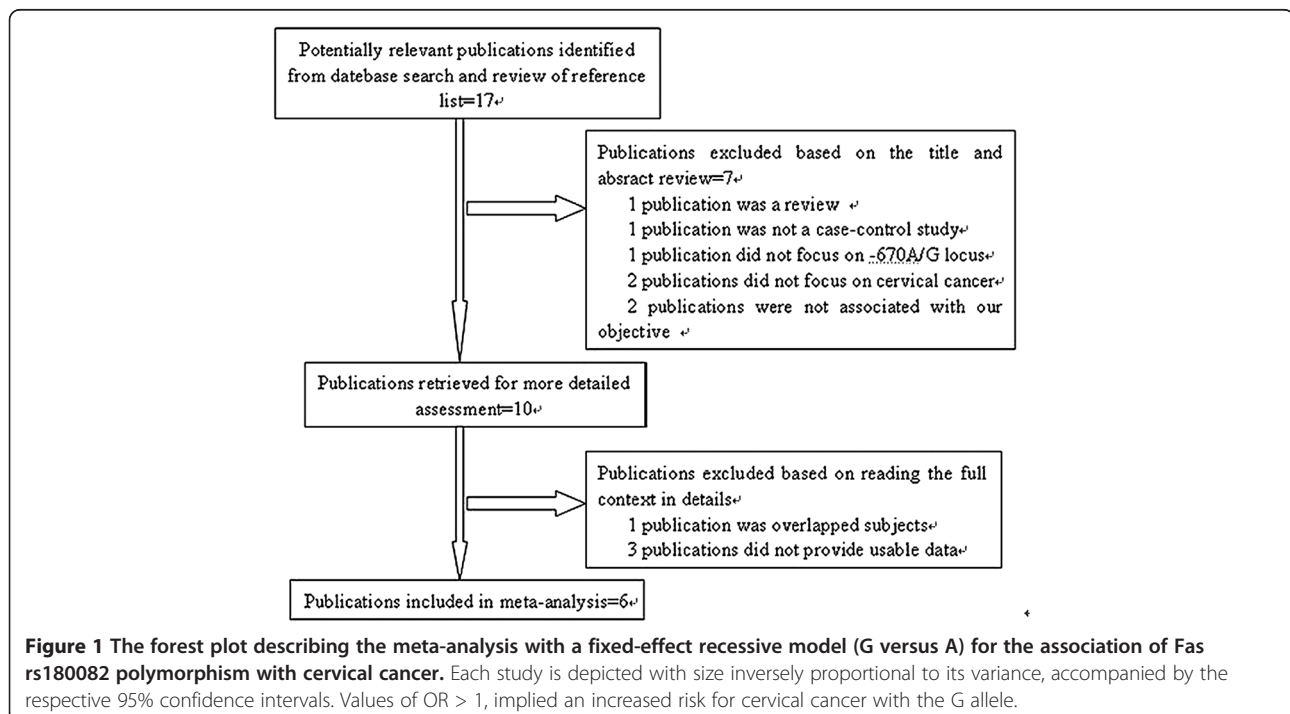 Potentially relevant publications identified
from datebase search and review of reference
list=17↵
Publications excluded based on the title and
absract review=7↵
1 publication was a review ↵
1 publication was not a case-control study↵
1 publication did not focus on -670A/G locus↵
2 publications did not focus on cervical cancer↵
2 publications were not associated with our
objective ↵
Publications retrieved for more detailed
assessment=10↵
Publications excluded based on reading the full
context in details↵
1 publication was overlapped subjects↵
3 publications did not provide usable data↵
Publications included in meta-analysis=6↵
↵
Figure 1 The forest plot describing the meta-analysis with a fixed-effect recessive model (G versus A) for the association of Fas
rs180082 polymorphism with cervical cancer. Each study is depicted with size inversely proportional to its variance, accompanied by the
respective 95% confidence intervals. Values of OR > 1, implied an increased risk for cervical cancer with the G allele.